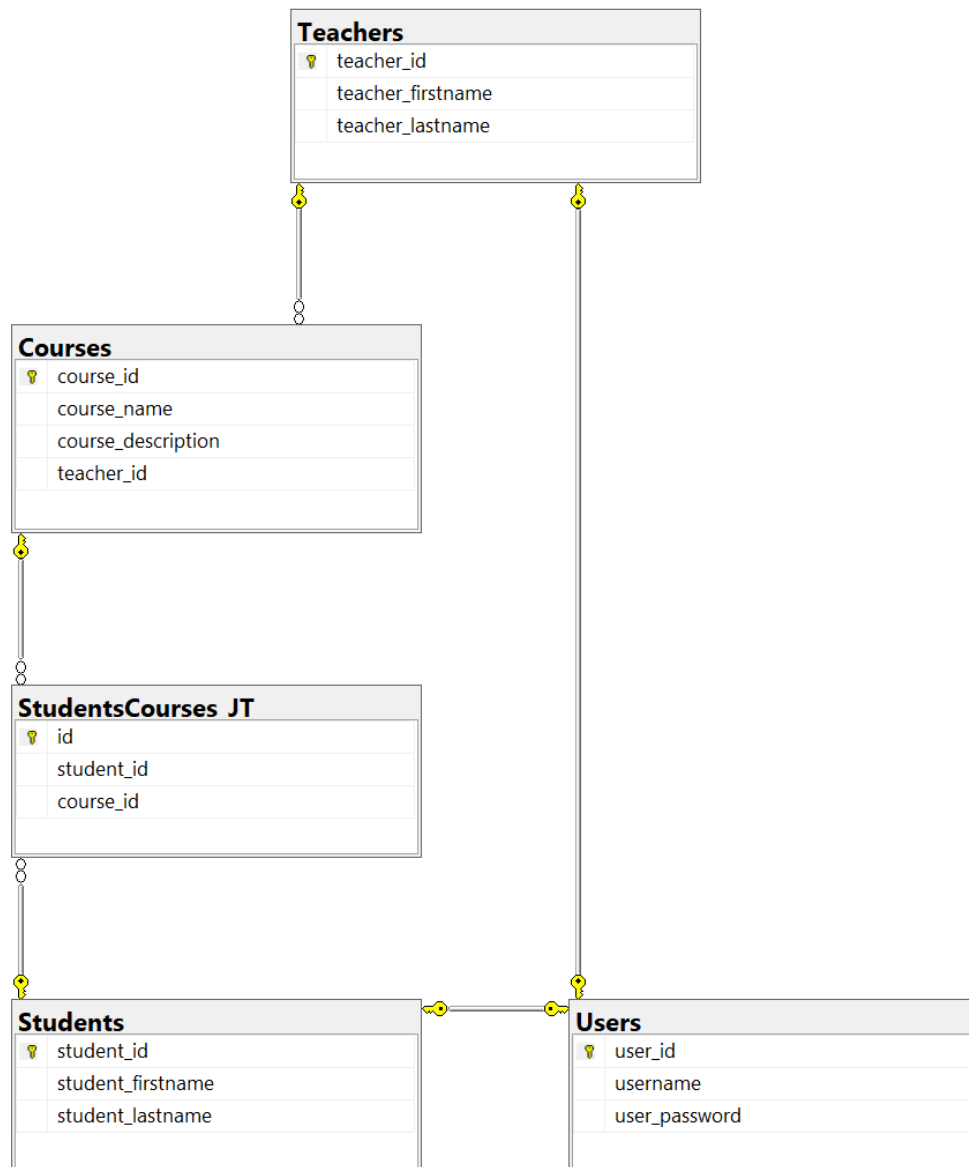 Teachers
teacher_id
teacher_firstname
teacher_lastname
Courses
course_id
course_name
course_description
teacher_id
StudentsCourses_JT
id
student_id
course_id
Students
student_id
student_firstname
student_lastname
Users
user_id
username
user_password